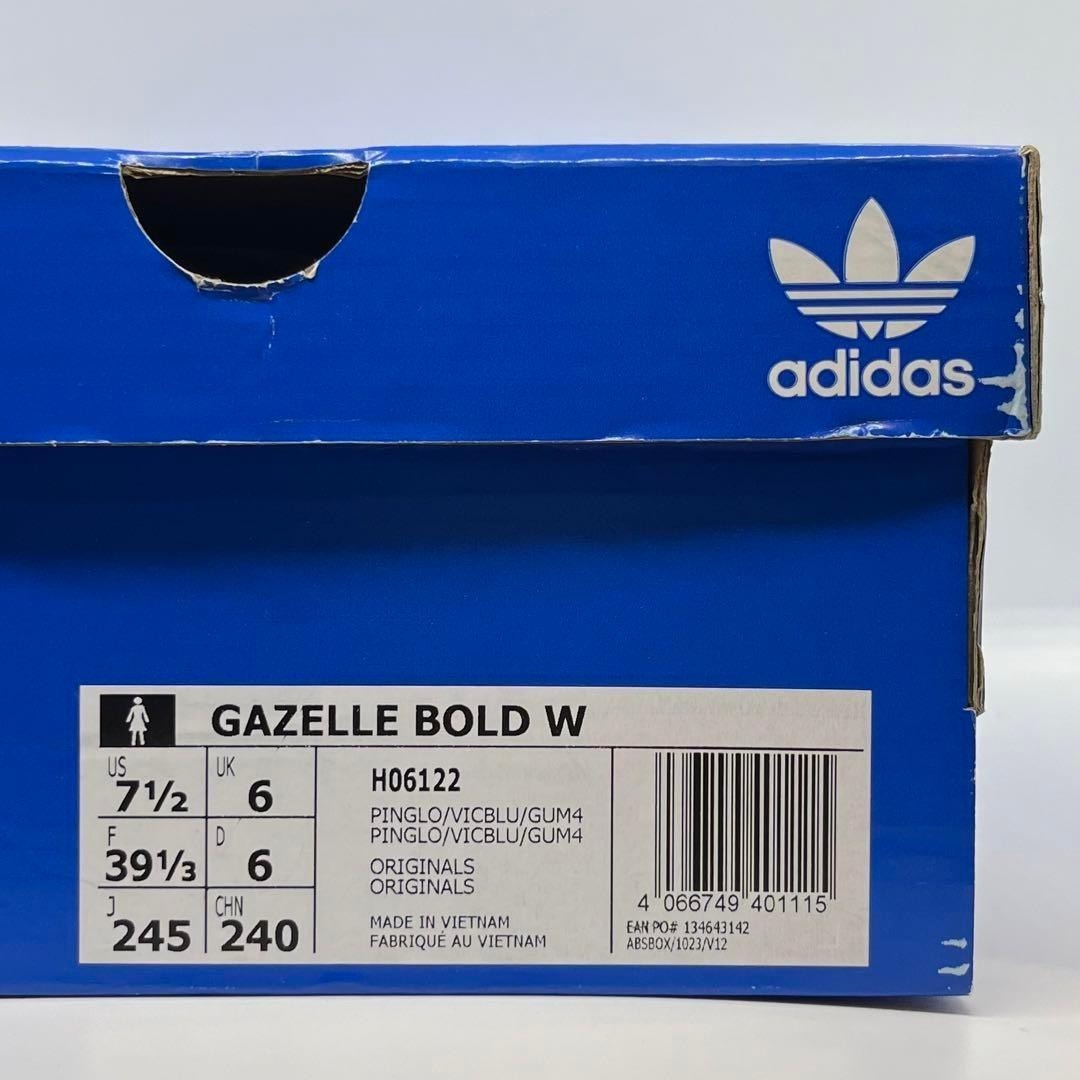 adidas
GAZELLE BOLD W
US
7½
UK
6
F
39⅓
D
6
J
245
CHN
240
H06122
PINGLO/VICBLU/GUM4
PINGLO/VICBLU/GUM4
ORIGINALS
ORIGINALS
MADE IN VIETNAM
FABRIQUÉ AU VIETNAM
4 066749 401115
EAN PO# 134643142
ABSBOX/1023/V12